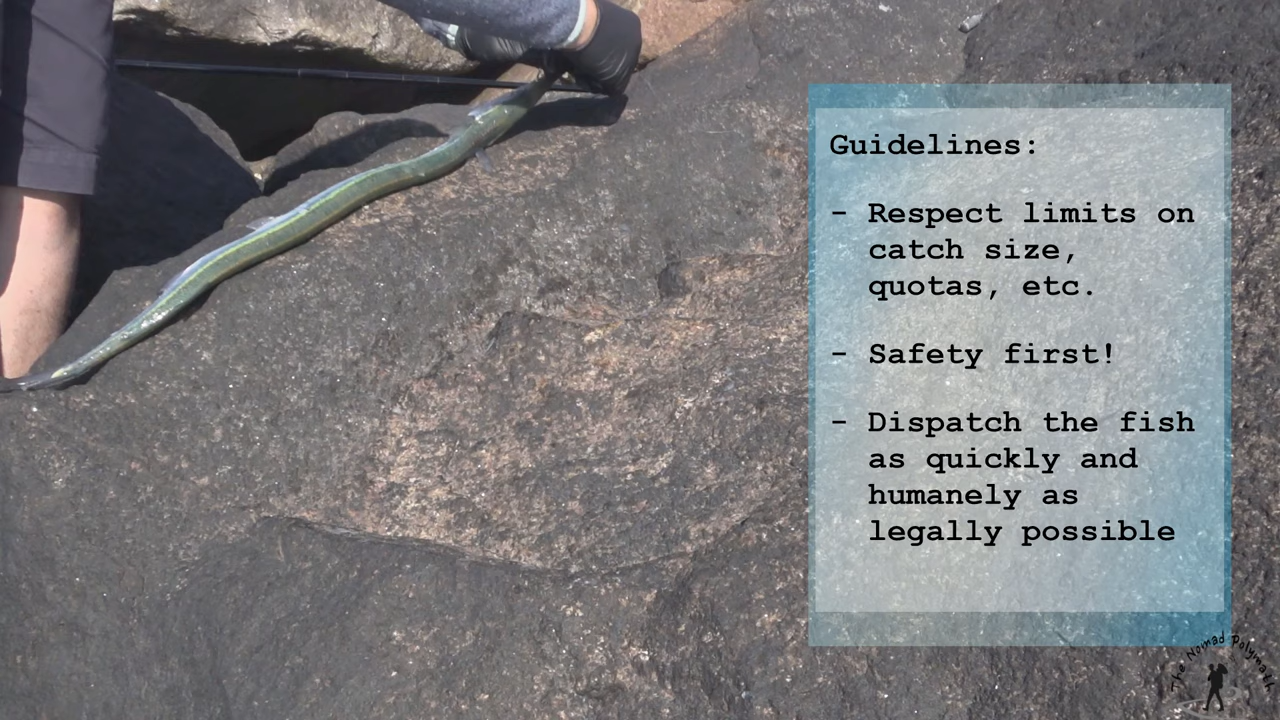 Guidelines:
- Respect limits on
catch size,
quotas, etc.
- Safety first!
- Dispatch the fish
as quickly and
humanely as
legally possible
The Nomad Polymath